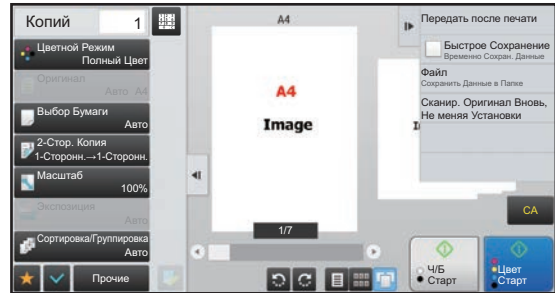 Копий 1
Цветной Режим
Полный Цвет
Оригинал
Авто A4
Выбор Бумаги
Авто
2-Стор. Копия
1-Сторонн.→1-Сторонн.
Масштаб
100%
Экспозиция
Авто
Сортировка/Группировка
Авто
Прочие
A4
A4
Image
1/7
Передать после печати
Быстрое Сохранение
Временно Сохран. Данные
Файл
Сохранить Данные в Папке
Сканир. Оригинал Вновь,
Не меняя Установки
CA
Ч/Б
Старт
Цвет
Старт